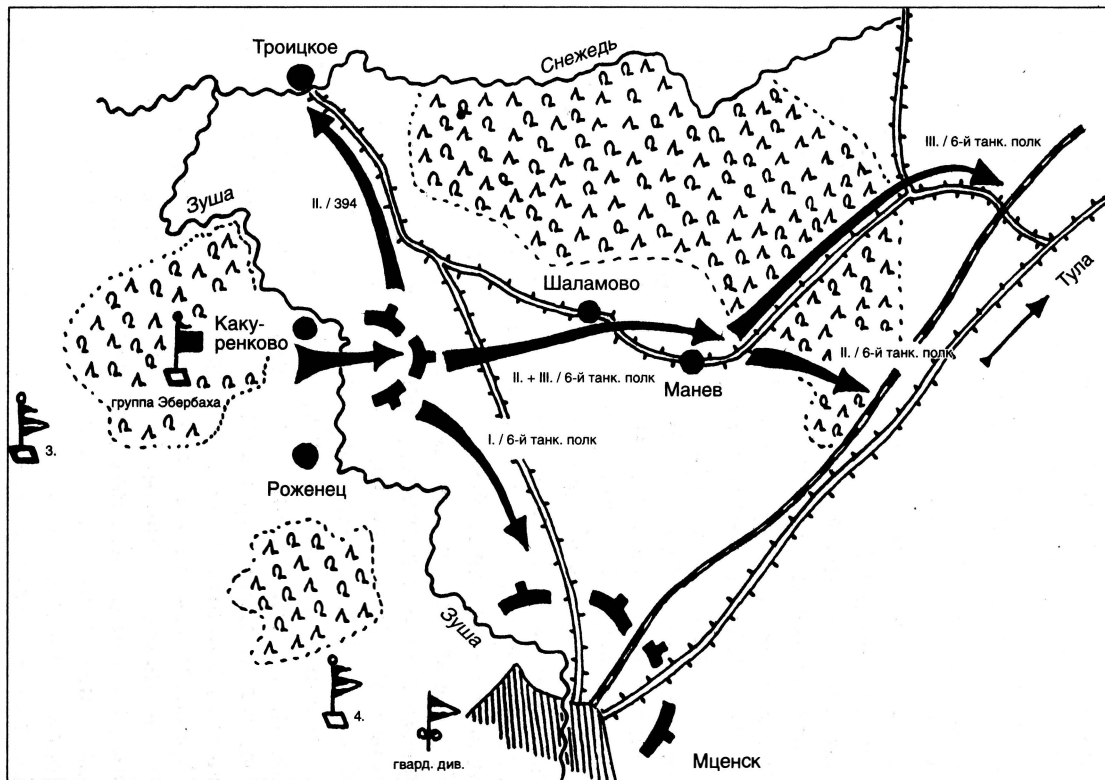 Троицкое
Снежедь
III. / 6-й танк. полк
Зуша
II. / 394
Шаламово
Тула
Каку-
ренково
группа Эбербаха
II. + III. / 6-й танк. полк
Манев
II. / 6-й танк. полк
I. / 6-й танк. полк
3.
Роженец
Зуша
4.
гвард. див.
Мценск